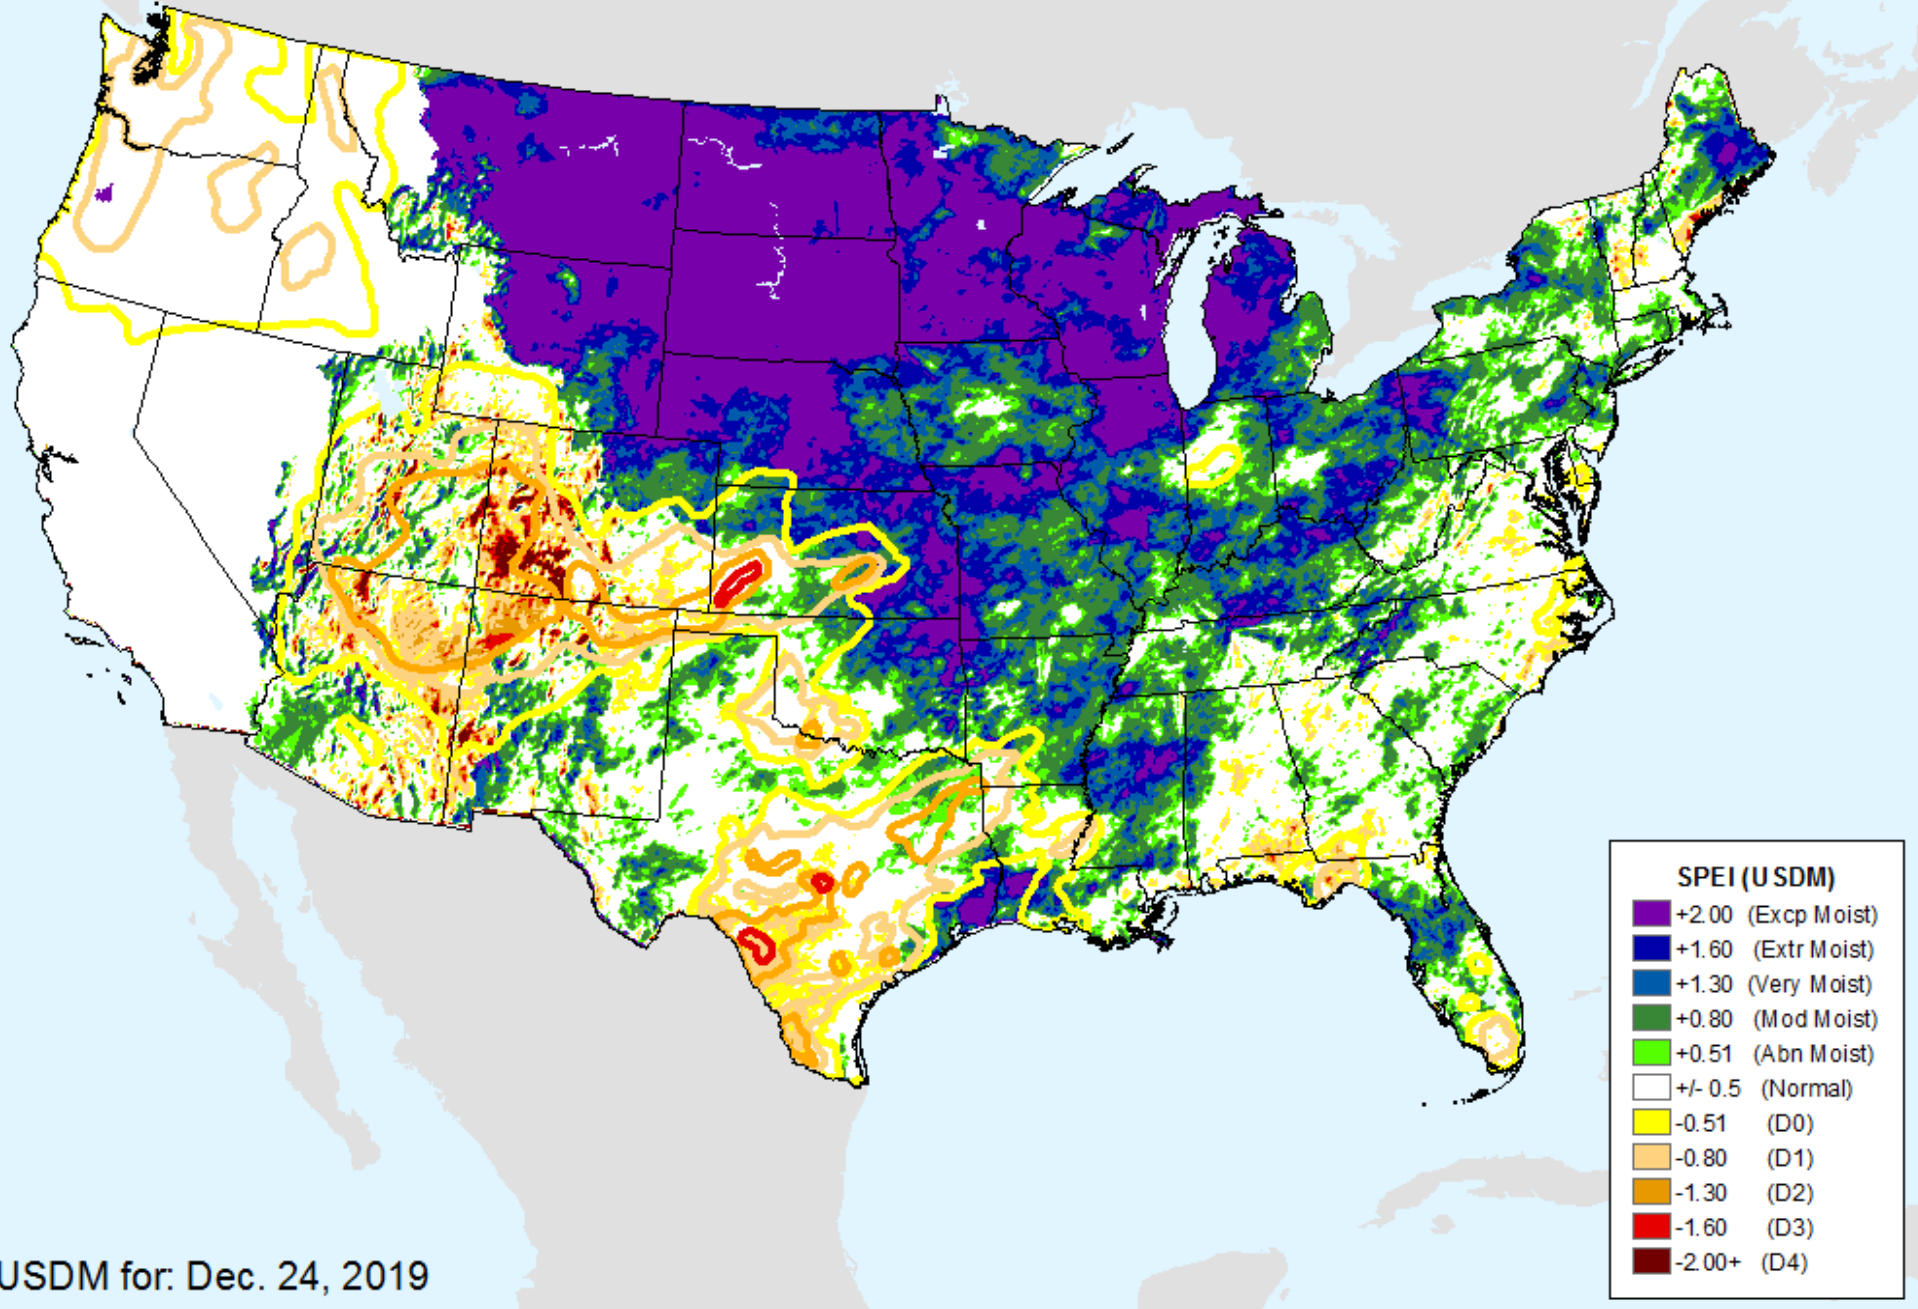 SPEI (USDM)
+2.00 (Excp Moist)
+1.60 (Extr Moist)
+1.30 (Very Moist)
+0.80 (Mod Moist)
+0.51 (Abn Moist)
+/- 0.5 (Normal)
-0.51 (D0)
-0.80 (D1)
-1.30 (D2)
-1.60 (D3)
-2.00+ (D4)
USDM for: Dec. 24, 2019